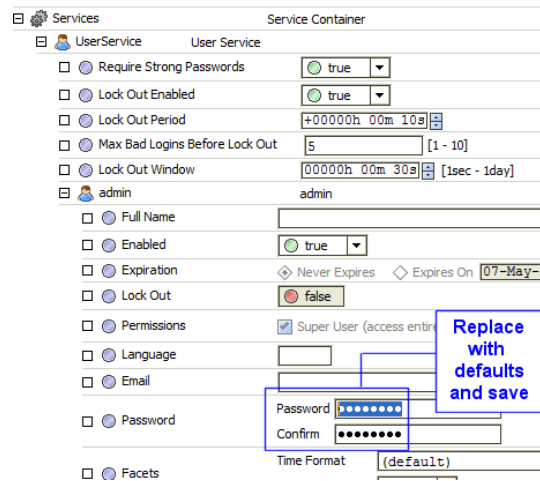 Services Service Container
UserService User Service
Require Strong Passwords true
Lock Out Enabled true
Lock Out Period +00000h 00m 10s
Max Bad Logins Before Lock Out 5 [1 - 10]
Lock Out Window 00000h 00m 30s [1sec - 1day]
admin admin
Full Name
Enabled true
Expiration Never Expires Expires On 07-May-
Lock Out false
Permissions Super User (access entire
Language
Email
Replace
with
defaults
and save
Password
Password
Confirm
Facets
Time Format (default)